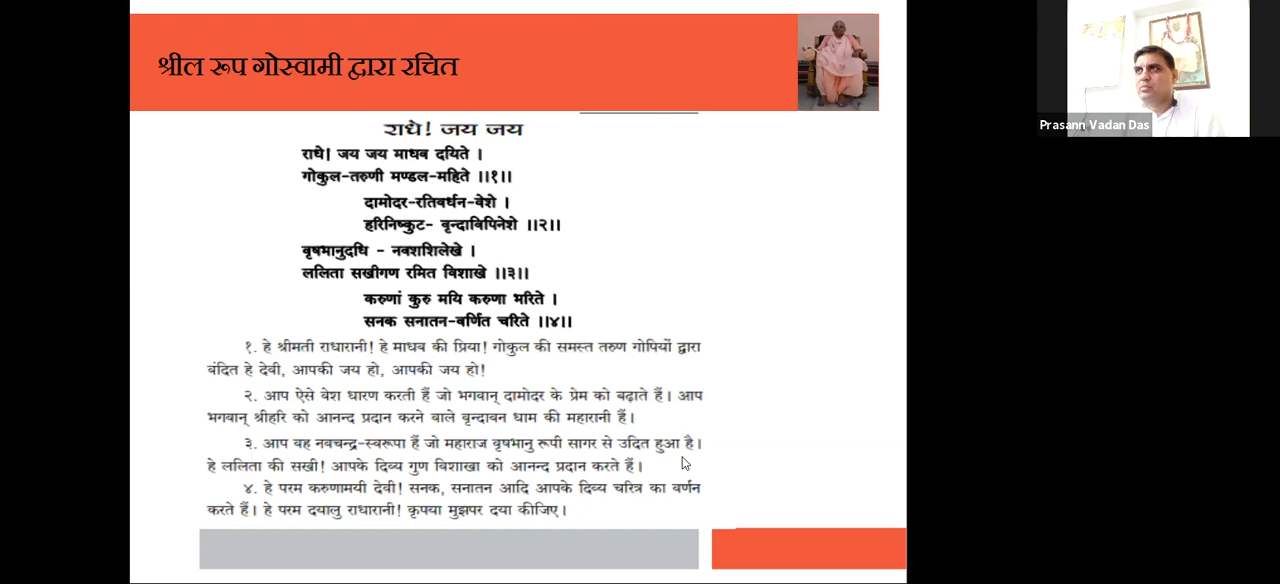 श्रील रूप गोस्वामी द्वारा रचित
Prasann Vadan Das
राधे! जय जय
राधे! जय जय माधव दयिते ।
गोकुल-तरुणी मण्डल-महिते ।।१।।
दामोदर-रतिवर्धन-वेशे ।
हरिनिष्कुट- वृन्दाविपिनेशे ।।२।।
वृषभानुदधि - नवशशिलेखे ।
ललिता सखीगण रमित विशाखे ।।३।।
करुणां कुरु मयि करुणा भरिते ।
सनक सनातन-वर्णित चरिते ।।४।।
१. हे श्रीमती राधारानी! हे माधव की प्रिया! गोकुल की समस्त तरुण गोपियों द्वारा
वंदित हे देवी, आपकी जय हो, आपकी जय हो!
२. आप ऐसे वेश धारण करती हैं जो भगवान् दामोदर के प्रेम को बढ़ाते हैं। आप
भगवान् श्रीहरि को आनन्द प्रदान करने वाले वृन्दावन धाम की महारानी हैं।
३. आप वह नवचन्द्र-स्वरूपा हैं जो महाराज वृषभानु रूपी सागर से उदित हुआ है।
हे ललिता की सखी! आपके दिव्य गुण विशाखा को आनन्द प्रदान करते हैं।
४. हे परम करुणामयी देवी! सनक, सनातन आदि आपके दिव्य चरित्र का वर्णन
करते हैं। हे परम दयालु राधारानी! कृपया मुझपर दया कीजिए।